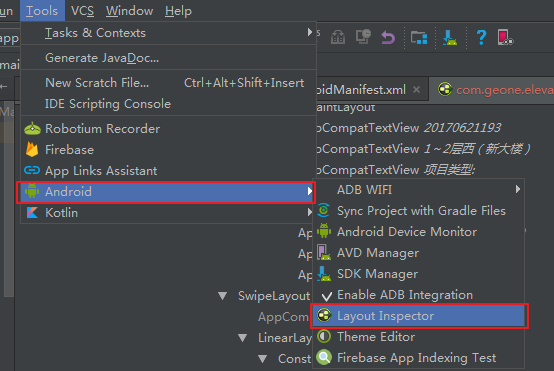 un Tools VCS Window Help
app
Tasks & Contexts
Generate JavaDoc...
New Scratch File... Ctrl+Alt+Shift+Insert
IDE Scripting Console
Robotium Recorder
Firebase
App Links Assistant
Android
Kotlin
oidManifest.xml × com.geone.eleva
aintLayout
pCompatTextView 20170621193
pCompatTextView 1~2层西（新大楼）
pCompatTextView 项目类型:
ADB WIFI
Sync Project with Gradle Files
Android Device Monitor
AVD Manager
SDK Manager
Enable ADB Integration
Layout Inspector
Theme Editor
Firebase App Indexing Test
Ap
Ap
Ap
SwipeLayout
AppCom
LinearLay
Const